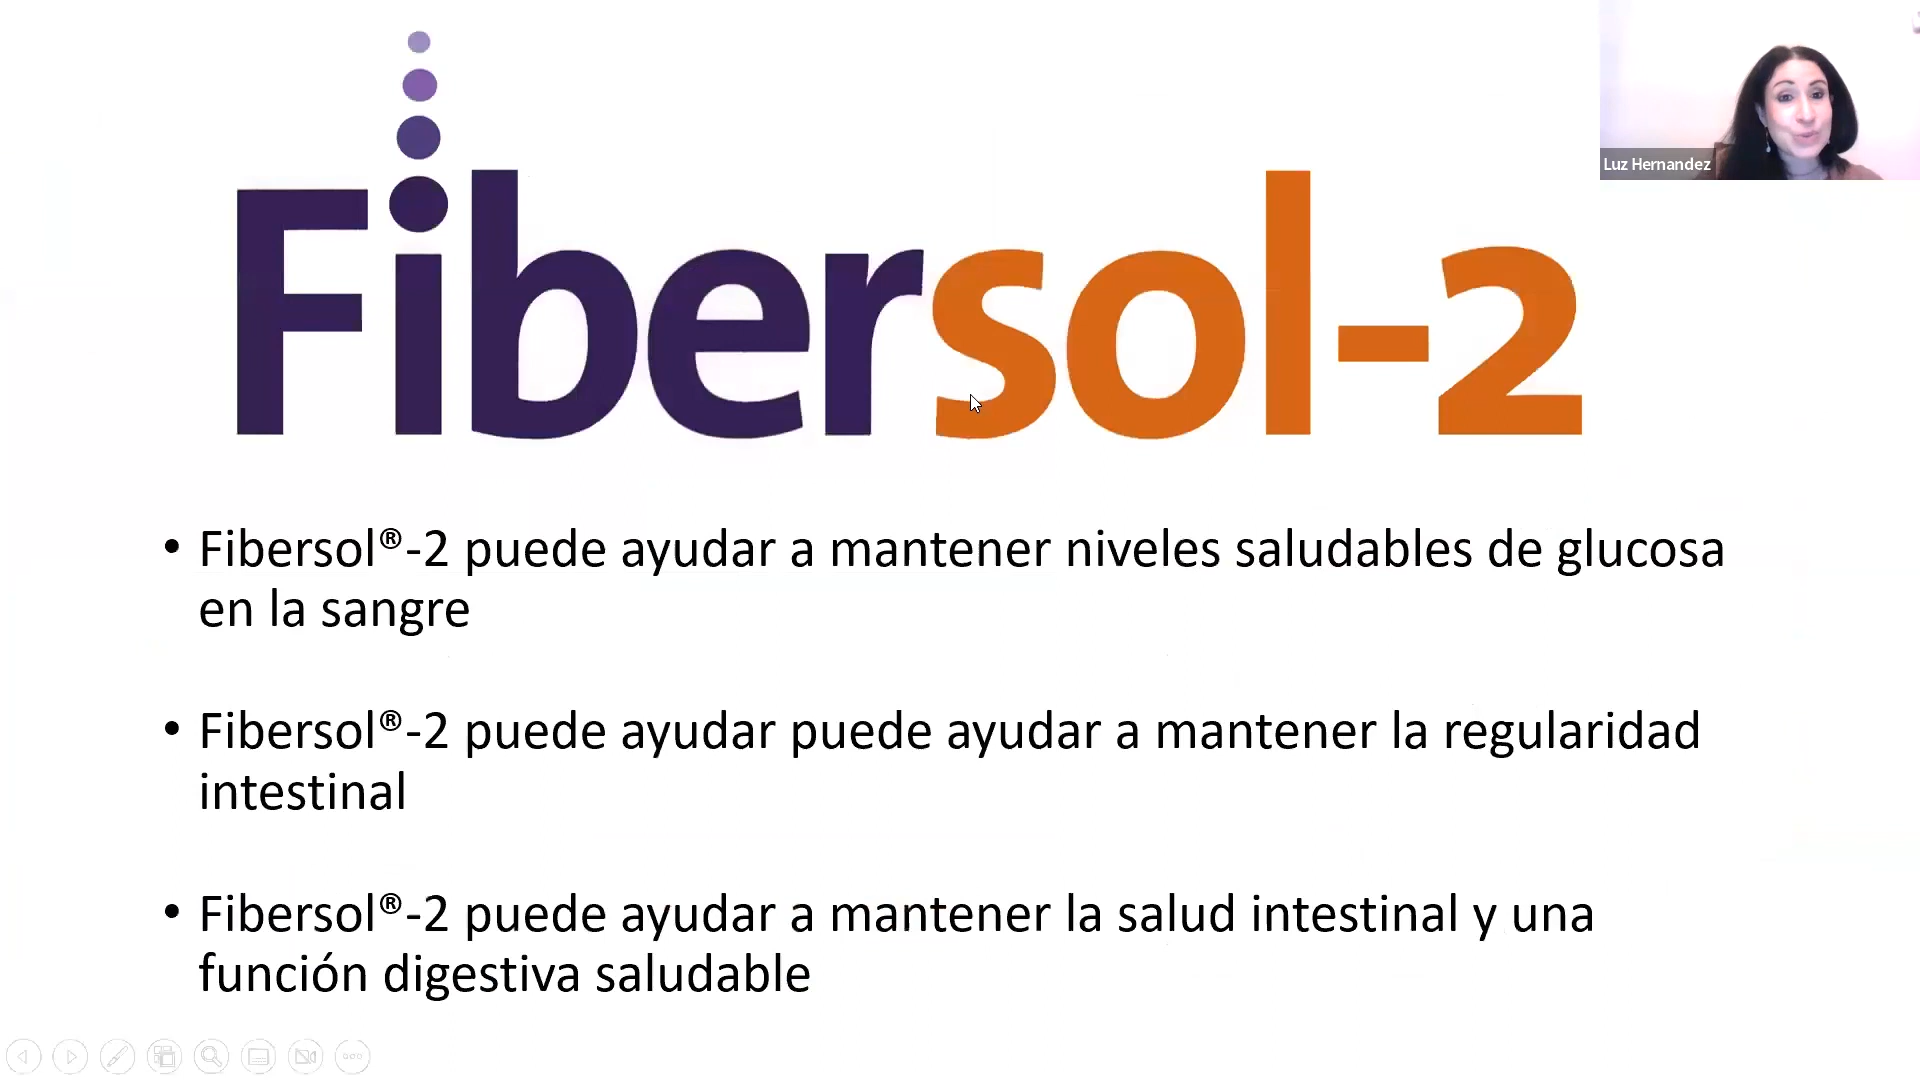 Fibersol-2
Luz Hernandez
• Fibersol®-2 puede ayudar a mantener niveles saludables de glucosa
en la sangre
• Fibersol®-2 puede ayudar puede ayudar a mantener la regularidad
intestinal
• Fibersol®-2 puede ayudar a mantener la salud intestinal y una
función digestiva saludable